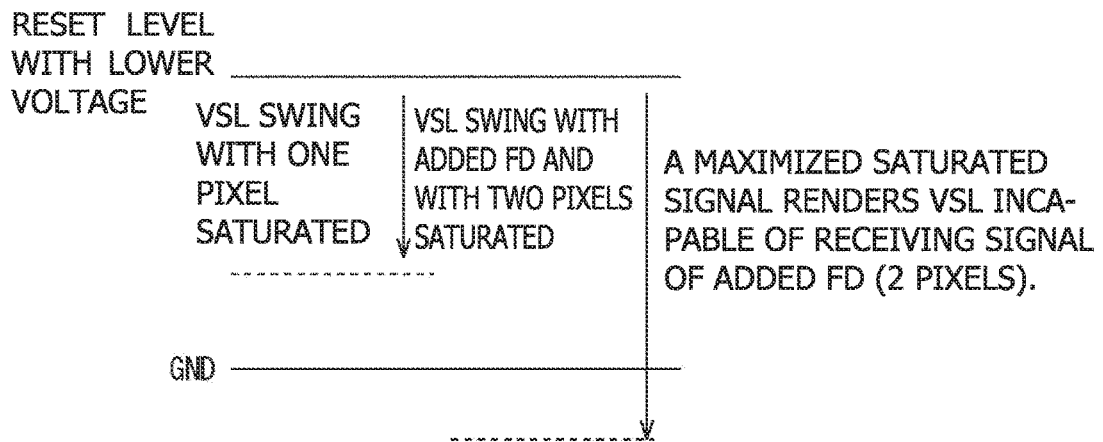 RESET LEVEL
WITH LOWER
VOLTAGE
VSL SWING
WITH ONE
PIXEL
SATURATED
VSL SWING WITH
ADDED FD AND
WITH TWO PIXELS
SATURATED
A MAXIMIZED SATURATED
SIGNAL RENDERS VSL INCA-
PABLE OF RECEIVING SIGNAL
OF ADDED FD (2 PIXELS).
GND